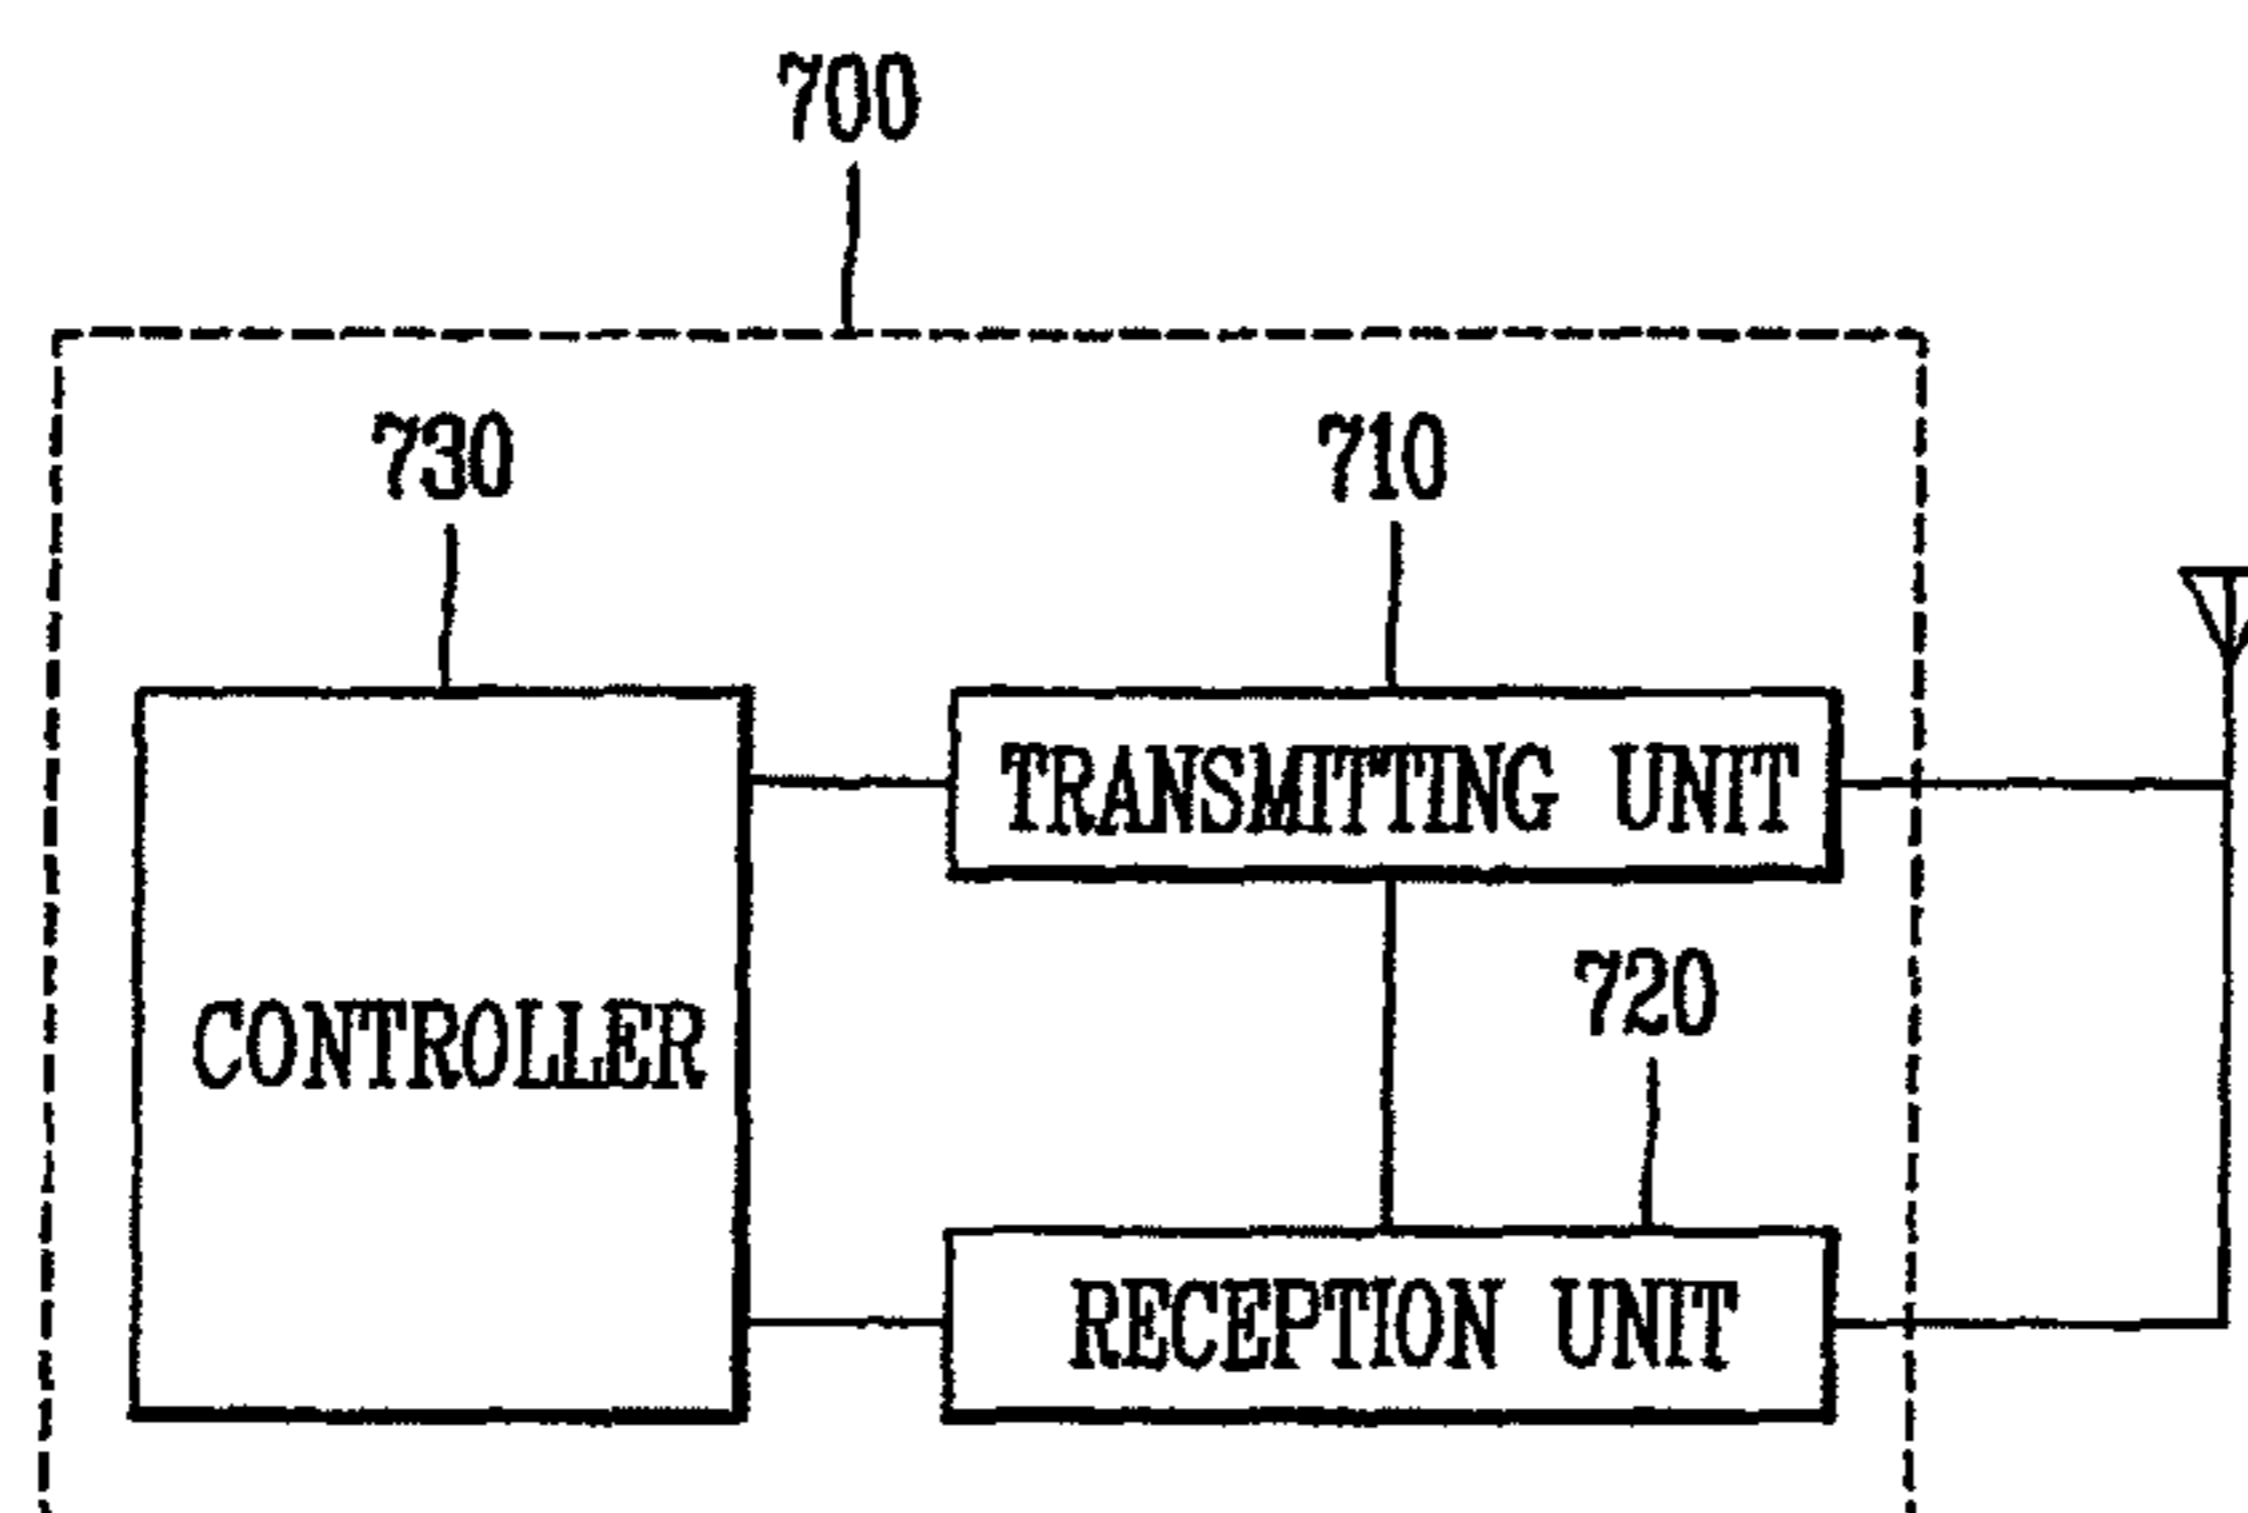 700
730
710
TRANSMITTING UNIT
720
CONTROLLER
RECEPTION UNIT